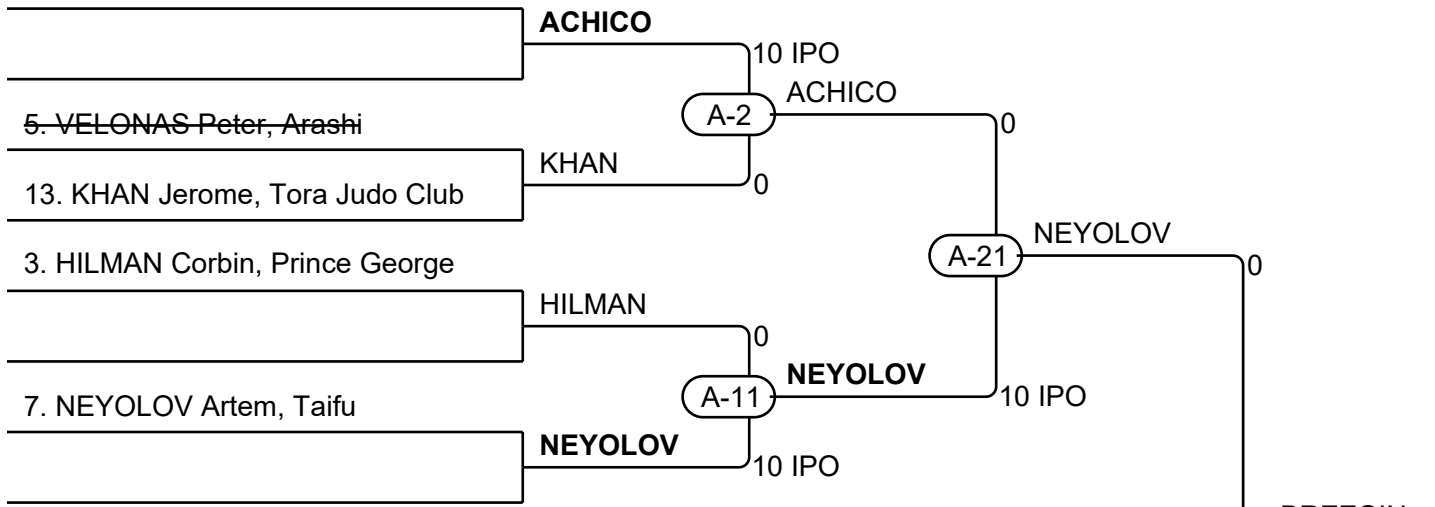 ACHICO
10 IPO
ACHICO
5. VELONAS Peter, Arashi
A-2
0
KHAN
0
13. KHAN Jerome, Tora Judo Club
NEYOLOV
A-21
0
3. HILMAN Corbin, Prince George
HILMAN
0
NEYOLOV
A-11
10 IPO
7. NEYOLOV Artem, Taifu
NEYOLOV
10 IPO